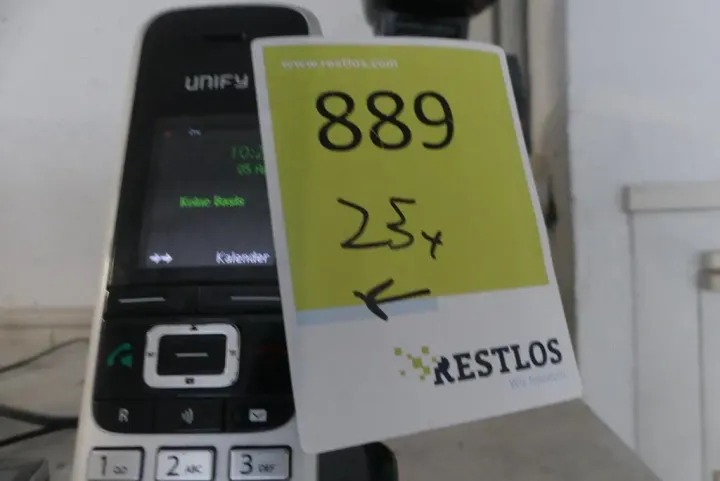 UNIFY
Keine Basis
Kalender
R
1
2 ABC
3 DEF
www.restlos.com
889
25x
←
RESTLOS